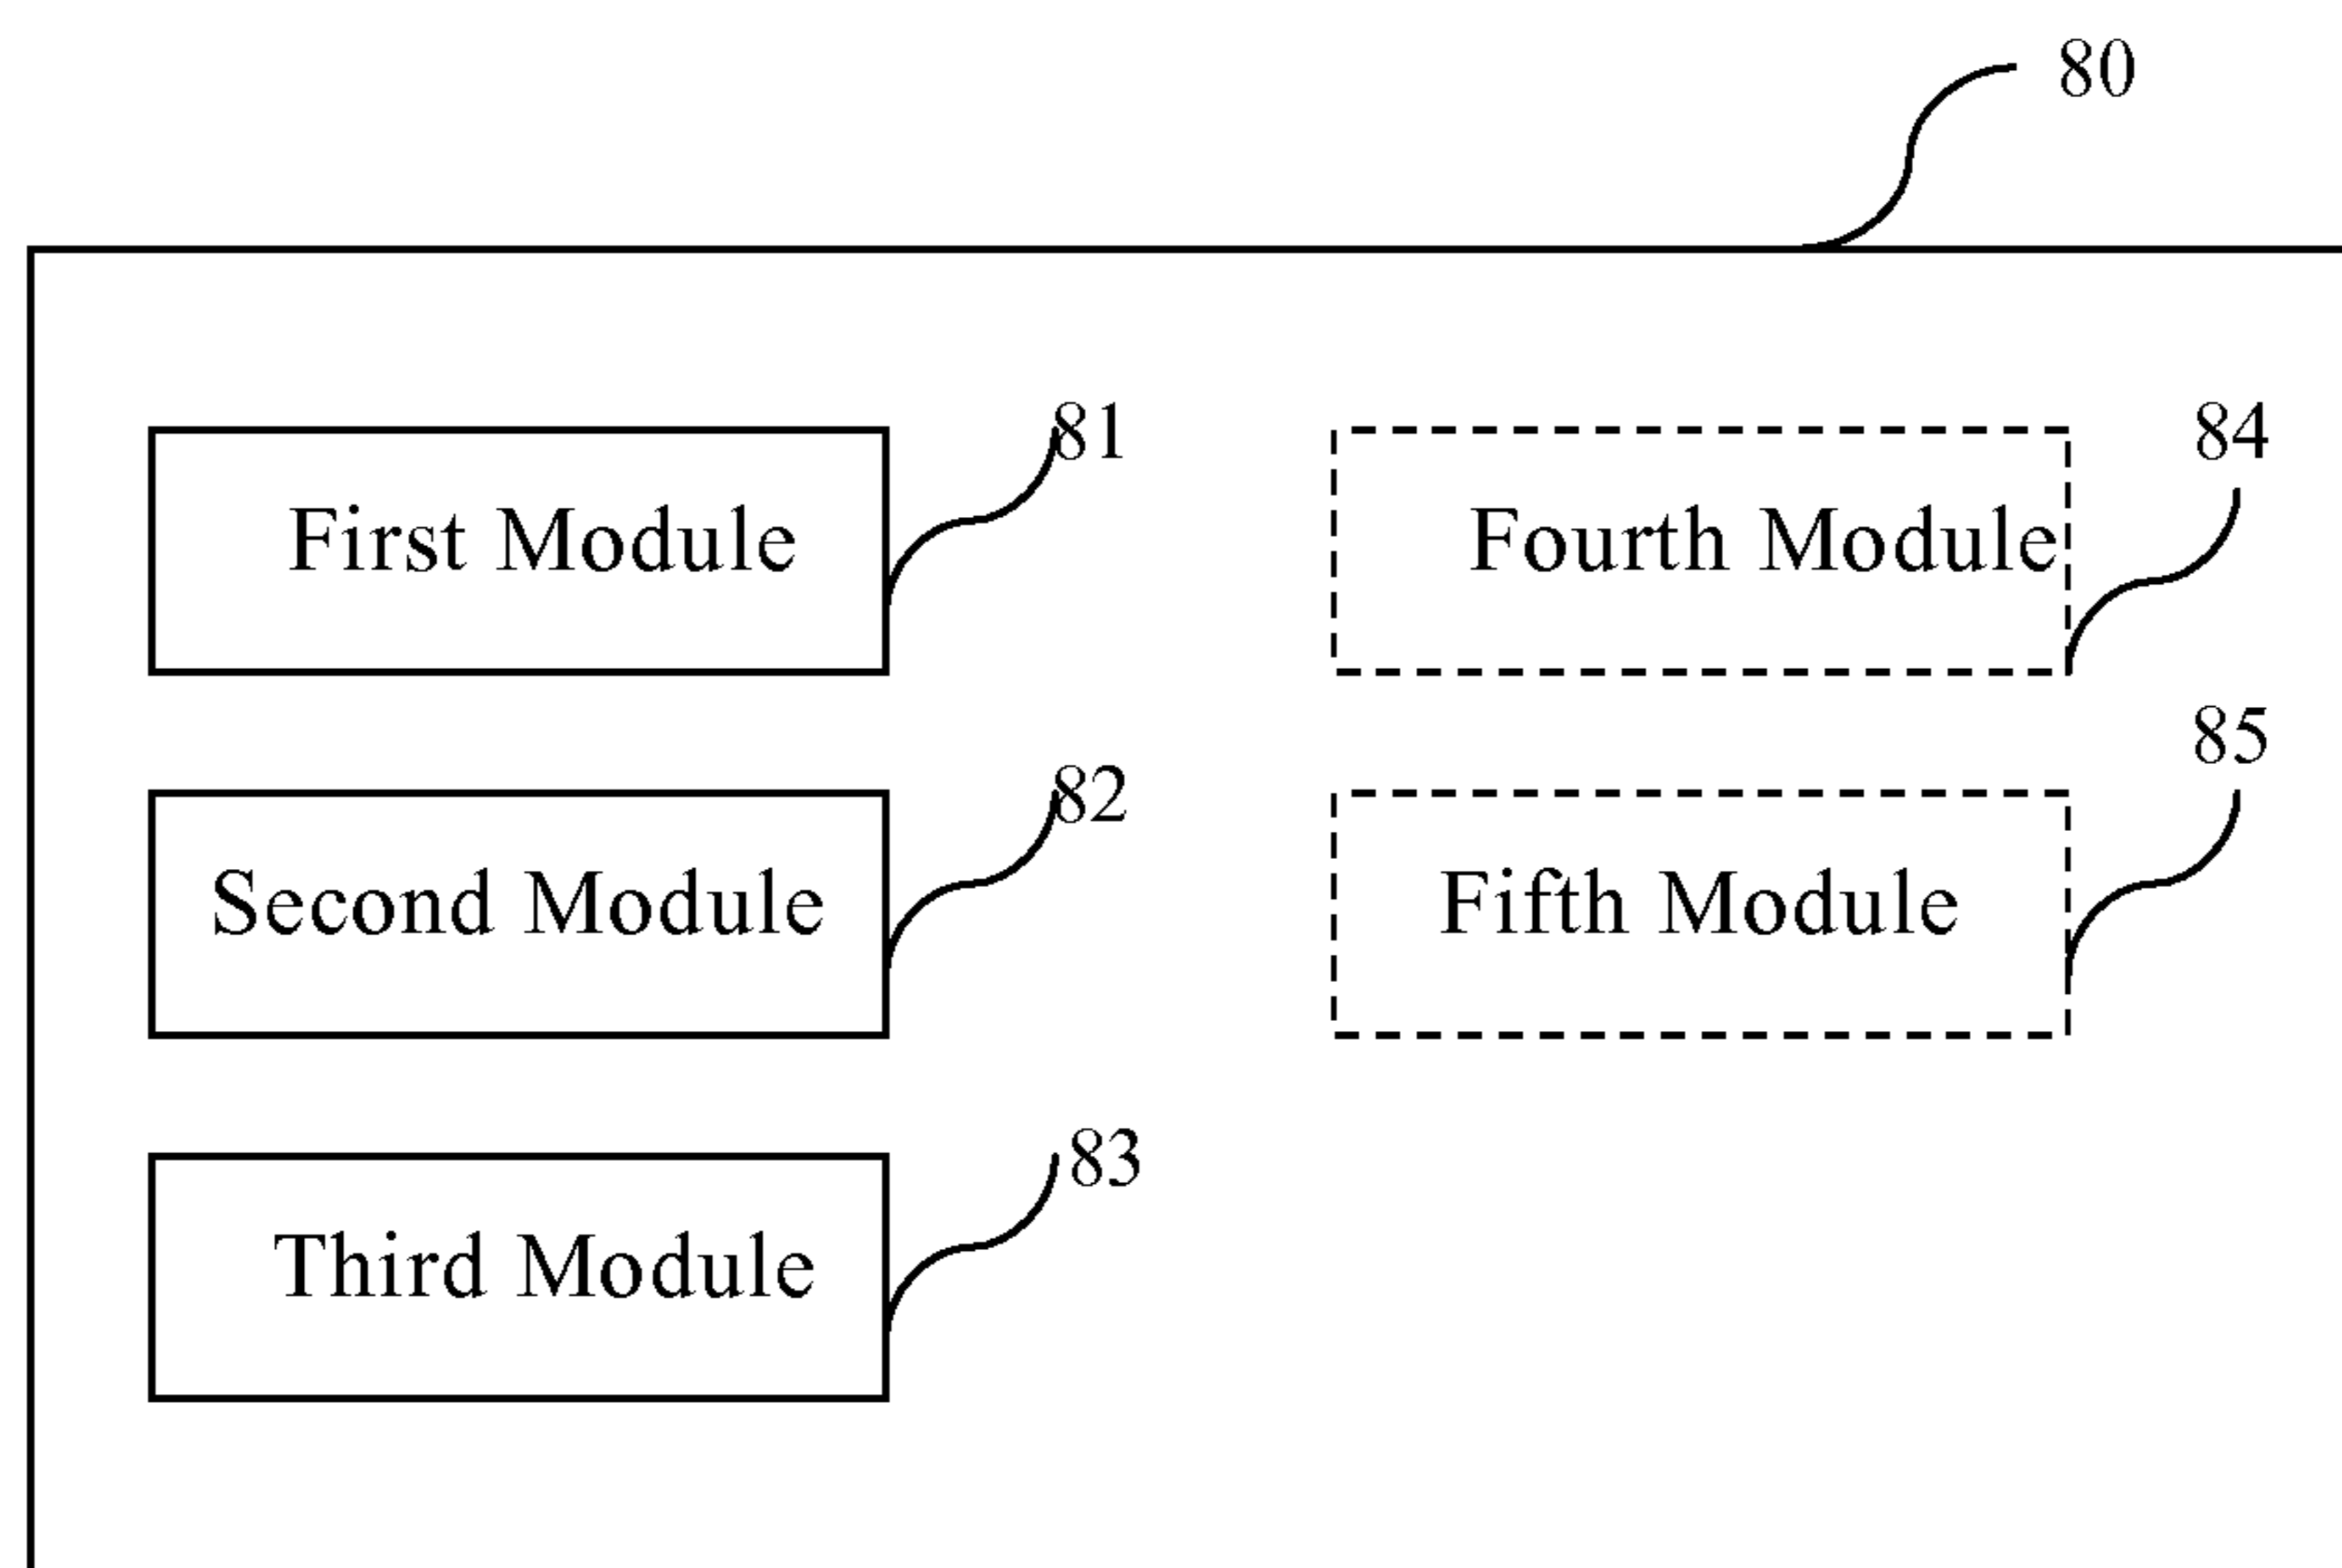 80
81
First Module
84
Fourth Module
82
Second Module
85
Fifth Module
83
Third Module